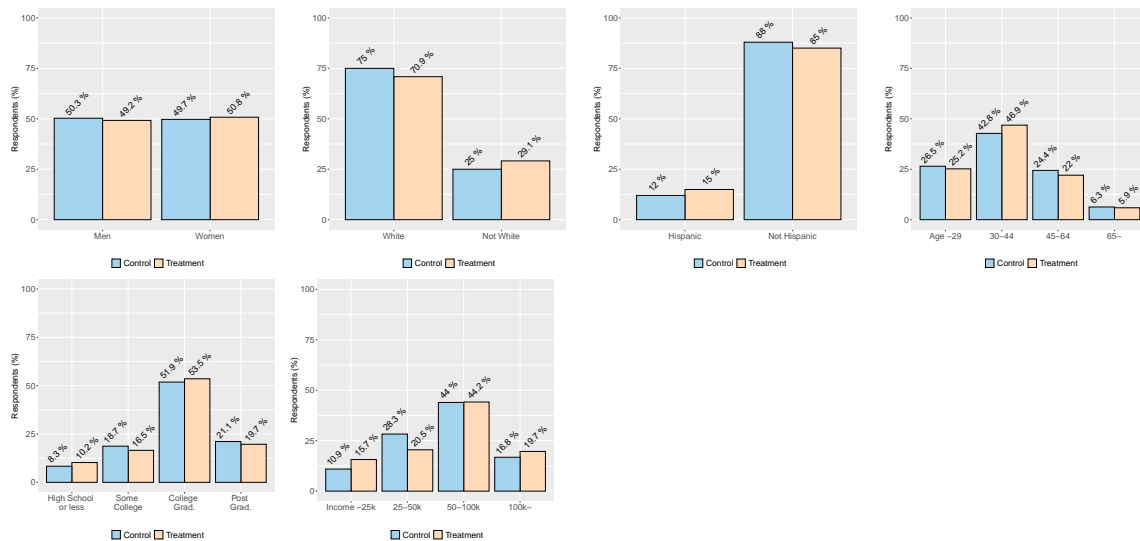 100
75
50
25
0
Respondents (%)
50.3 %
49.2 %
49.7 %
50.8 %
Men
Women
Control
Treatment
100
75
50
25
0
Respondents (%)
75 %
70.9 %
25 %
29.1 %
White
Not White
Control
Treatment
100
75
50
25
0
Respondents (%)
12 %
15 %
88 %
85 %
Hispanic
Not Hispanic
Control
Treatment
100
75
50
25
0
Respondents (%)
26.5 %
25.2 %
42.8 %
46.9 %
24.4 %
22 %
6.3 %
5.9 %
Age −29
30−44
45−64
65−
Control
Treatment
100
75
50
25
0
Respondents (%)
8.3 %
10.2 %
18.7 %
16.5 %
51.9 %
53.5 %
21.1 %
19.7 %
High School
or less
Some
College
College
Grad.
Post
Grad.
Control
Treatment
100
75
50
25
0
Respondents (%)
10.9 %
15.7 %
28.3 %
20.5 %
44 %
44.2 %
16.8 %
19.7 %
Income −25k
25−50k
50−100k
100k−
Control
Treatment